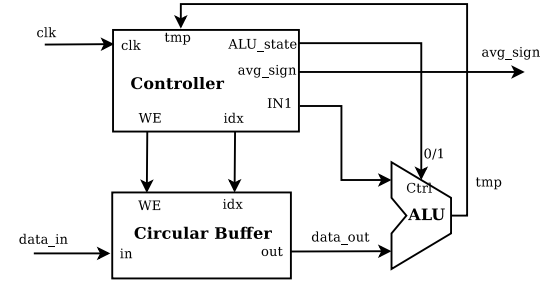 clk
clk
tmp
ALU_state
avg_sign
avg_sign
Controller
IN1
WE
idx
0/1
Ctrl
tmp
WE
idx
ALU
Circular Buffer
data_in
in
out
data_out